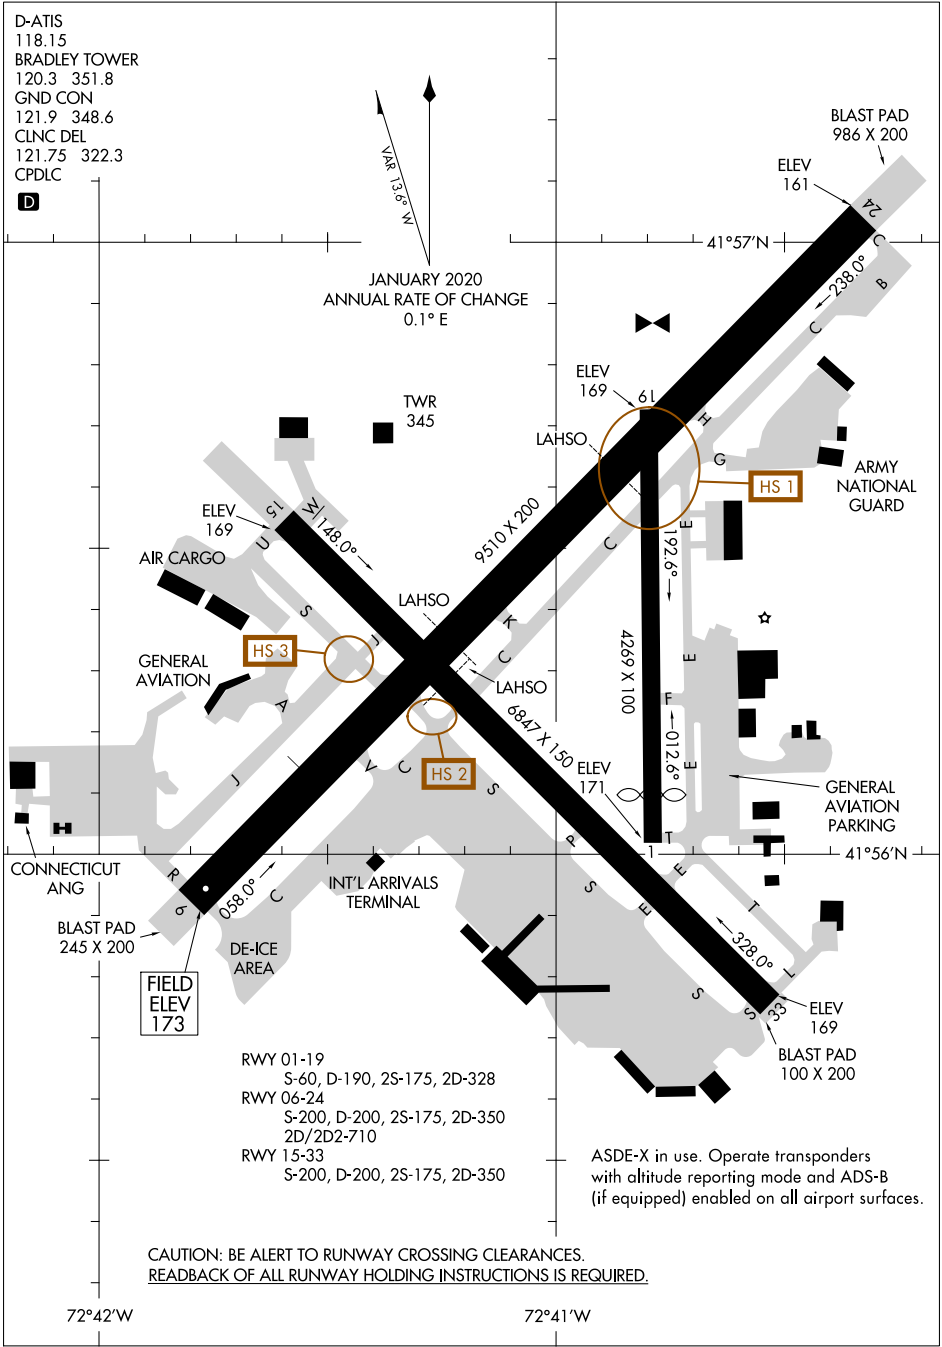 D-ATIS
118.15
BRADLEY TOWER
120.3 351.8
GND CON
121.9 348.6
CLNC DEL
121.75 322.3
CPDLC
D
VAR 13.6° W
JANUARY 2020
ANNUAL RATE OF CHANGE
0.1° E
BLAST PAD
986 X 200
ELEV
161
24
41°57'N
C
238.0°
B
C
ELEV
169
19
TWR
345
LAHSO
H
G
HS 1
ARMY
NATIONAL
GUARD
9510 X 200
ELEV
169
15
W
148.0°
U
AIR CARGO
C
E
192.6°
LAHSO
S
J
K
C
HS 3
GENERAL
AVIATION
4269 X 100
E
LAHSO
A
F
6847 X 150
012.6°
E
HS 2
V
C
S
J
ELEV
171
GENERAL
AVIATION
PARKING
CONNECTICUT
ANG
P
T
1
41°56'N
R
6
058.0°
C
INT'L ARRIVALS
TERMINAL
S
E
E
T
BLAST PAD
245 X 200
DE-ICE
AREA
328.0°
L
FIELD
ELEV
173
S
S
33
ELEV
169
BLAST PAD
100 X 200
RWY 01-19
S-60, D-190, 2S-175, 2D-328
RWY 06-24
S-200, D-200, 2S-175, 2D-350
2D/2D2-710
RWY 15-33
S-200, D-200, 2S-175, 2D-350
ASDE-X in use. Operate transponders
with altitude reporting mode and ADS-B
(if equipped) enabled on all airport surfaces.
CAUTION: BE ALERT TO RUNWAY CROSSING CLEARANCES.
READBACK OF ALL RUNWAY HOLDING INSTRUCTIONS IS REQUIRED.
72°42'W
72°41'W